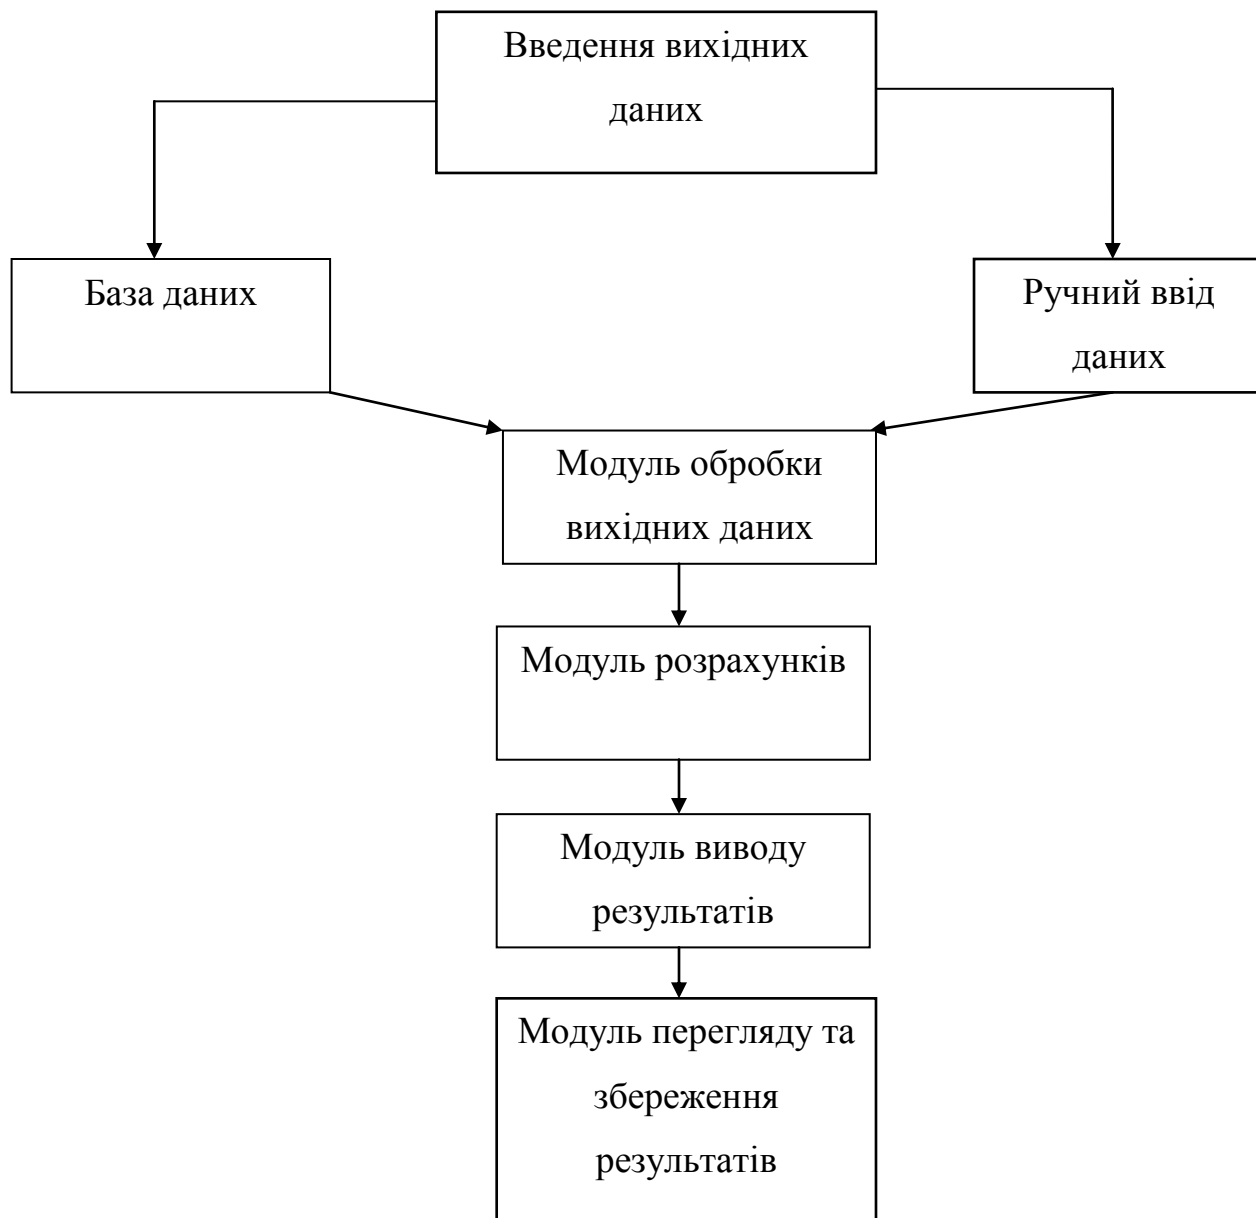 Введення вихідних
даних
База даних
Ручний ввід
даних
Модуль обробки
вихідних даних
Модуль розрахунків
Модуль виводу
результатів
Модуль перегляду та
збереження
результатів